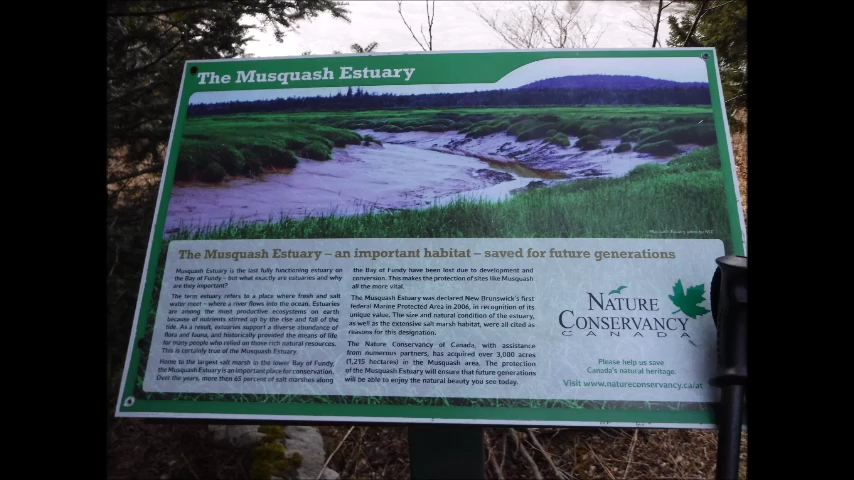 The Musquash Estuary
Musquash Estuary, photo by NCC
The Musquash Estuary – an important habitat – saved for future generations
Musquash Estuary is the last fully functioning estuary on
the Bay of Fundy – but what exactly are estuaries and why
are they important?
The term estuary refers to a place where fresh and salt
water meet – where a river flows into the ocean. Estuaries
are among the most productive ecosystems on earth
because of nutrients stirred up by the rise and fall of the
tide. As a result, estuaries support a diverse abundance of
flora and fauna, and historically provided the means of life
for many people who relied on those rich natural resources.
This is certainly true of the Musquash Estuary.
Home to the largest salt marsh in the lower Bay of Fundy,
the Musquash Estuary is an important place for conservation.
Over the years, more then 65 percent of salt marshes along
the Bay of Fundy have been lost due to development and
conversion. This makes the protection of sites like Musquash
all the more vital.
The Musquash Estuary was declared New Brunswick's first
federal Marine Protected Area in 2006, in recognition of its
unique value. The size and natural condition of the estuary,
as well as the extensive salt marsh habitat, were all cited as
reasons for this designation.
The Nature Conservancy of Canada, with assistance
from numerous partners, has acquired over 3,000 acres
(1,215 hectares) in the Musquash area. The protection
of the Musquash Estuary will ensure that future generations
will be able to enjoy the natural beauty you see today.
NATURE
CONSERVANCY
CANADA
Please help us save
Canada's natural heritage.
Visit www.natureconservancy.ca/at